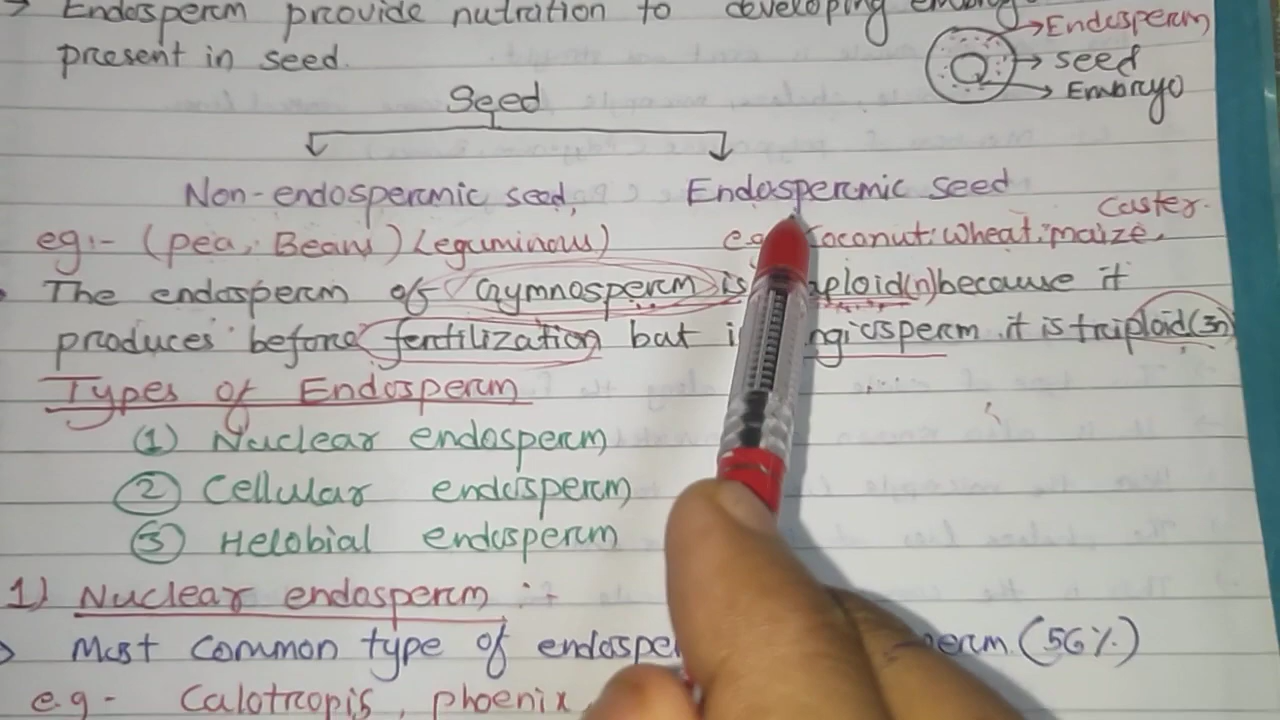 Endosperm provide nutration to developing
Endosperm
present in seed.
seed
Embryo
Seed
Non-endospermic seed,
Endospermic seed
caster.
eg:- (pea, Beans) Leguminous)
Coconut, wheat, maize,
The endosperm of Gymnosperm is haploid(n) because it
produces before fertilization but in angiosperm it is triploid(3n)
Types of Endosperm
(1) Nuclear endosperm
(2) Cellular endosperm
(3) Helobial endosperm
1) Nuclear endosperm :-
Most common type of (56%)
e.g - Calotropis, phoenix,